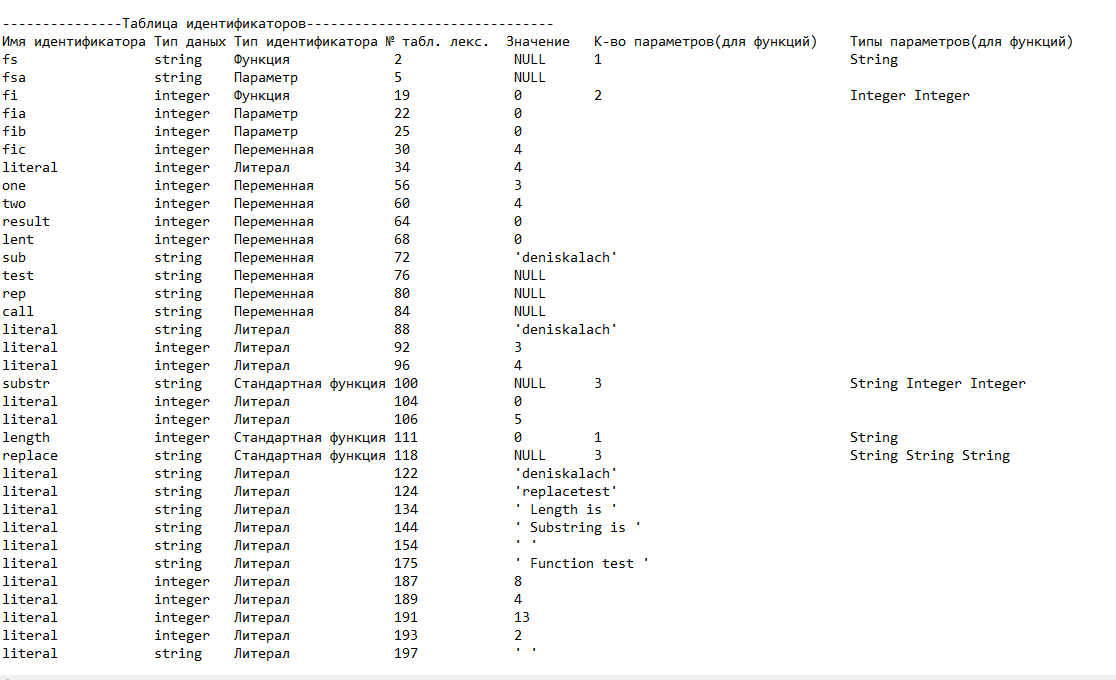 ---------------Таблица идентификаторов-------------------------------
Имя идентификатора Тип даных Тип идентификатора № табл. лекс. Значение К-во параметров(для функций) Типы параметров(для функций)
fs string Функция 2 NULL 1 String
fsa string Параметр 5 NULL
fi integer Функция 19 0 2 Integer Integer
fia integer Параметр 22 0
fib integer Параметр 25 0
fic integer Переменная 30 4
literal integer Литерал 34 4
one integer Переменная 56 3
two integer Переменная 60 4
result integer Переменная 64 0
lent integer Переменная 68 0
sub string Переменная 72 'deniskalach'
test string Переменная 76 NULL
rep string Переменная 80 NULL
call string Переменная 84 NULL
literal string Литерал 88 'deniskalach'
literal integer Литерал 92 3
literal integer Литерал 96 4
substr string Стандартная функция 100 NULL 3 String Integer Integer
literal integer Литерал 104 0
literal integer Литерал 106 5
length integer Стандартная функция 111 0 1 String
replace string Стандартная функция 118 NULL 3 String String String
literal string Литерал 122 'deniskalach'
literal string Литерал 124 'replacetest'
literal string Литерал 134 ' Length is '
literal string Литерал 144 ' Substring is '
literal string Литерал 154 ' '
literal string Литерал 175 ' Function test '
literal integer Литерал 187 8
literal integer Литерал 189 4
literal integer Литерал 191 13
literal integer Литерал 193 2
literal string Литерал 197 ' '